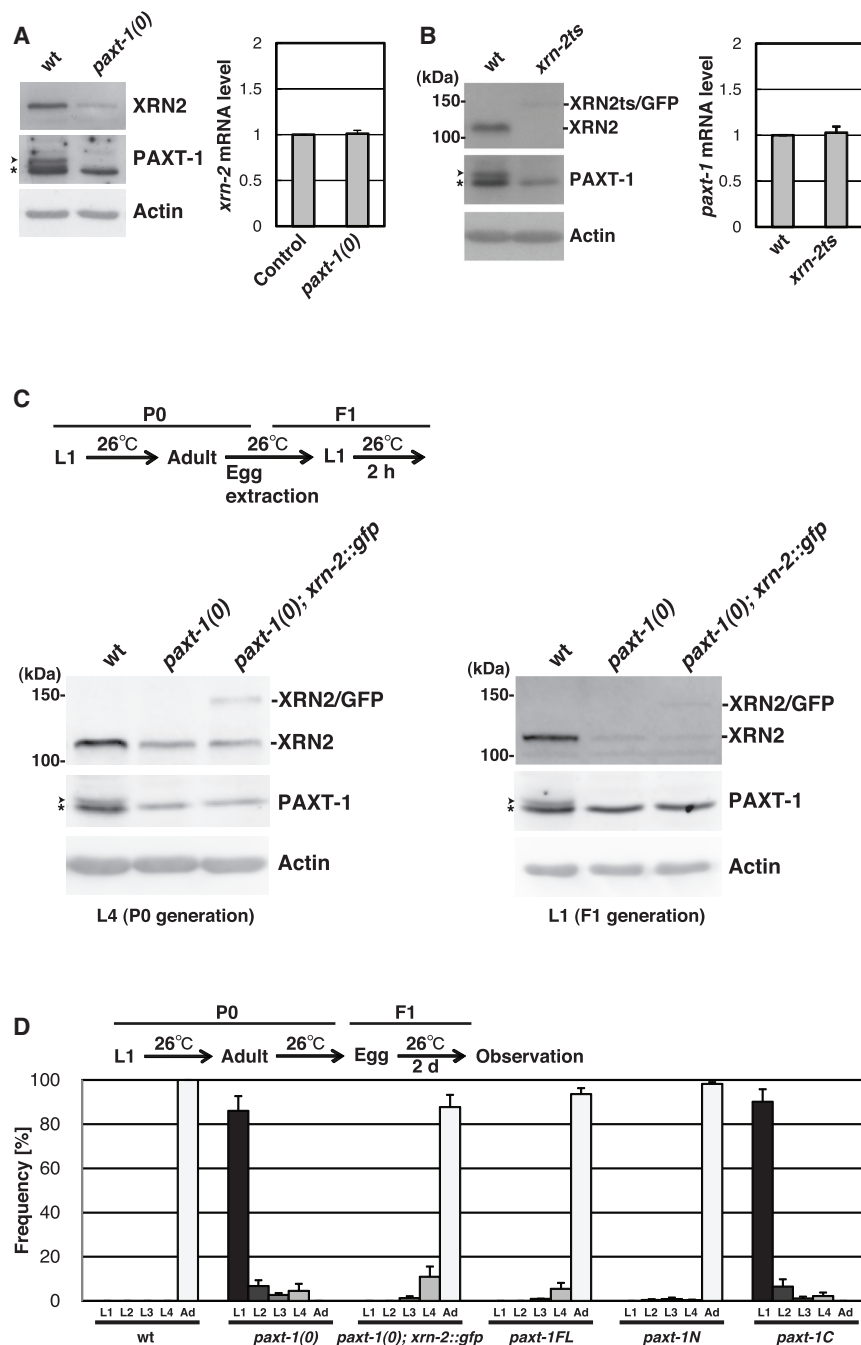 A
wt
paxt-1(0)
XRN2
PAXT-1
*
Actin
xrn-2 mRNA level
2
1.5
1
0.5
0
Control
paxt-1(0)
B
(kDa)
wt
xrn-2ts
150-
100-
-XRN2ts/GFP
-XRN2
PAXT-1
*
Actin
paxt-1 mRNA level
2
1.5
1
0.5
0
wt
xrn-2ts
C
P0
F1
L1
26°C
Adult
26°C
Egg
extraction
L1
26°C
2 h
(kDa)
wt
paxt-1(0)
paxt-1(0); xrn-2::gfp
150-
100-
-XRN2/GFP
-XRN2
PAXT-1
*
Actin
L4 (P0 generation)
(kDa)
wt
paxt-1(0)
paxt-1(0); xrn-2::gfp
150-
100-
-XRN2/GFP
-XRN2
PAXT-1
*
Actin
L1 (F1 generation)
D
P0
F1
L1
26°C
Adult
26°C
Egg
26°C
2 d
Observation
Frequency [%]
100
80
60
40
20
0
L1 L2 L3 L4 Ad
L1 L2 L3 L4 Ad
L1 L2 L3 L4 Ad
L1 L2 L3 L4 Ad
L1 L2 L3 L4 Ad
L1 L2 L3 L4 Ad
wt
paxt-1(0)
paxt-1(0); xrn-2::gfp
paxt-1FL
paxt-1N
paxt-1C